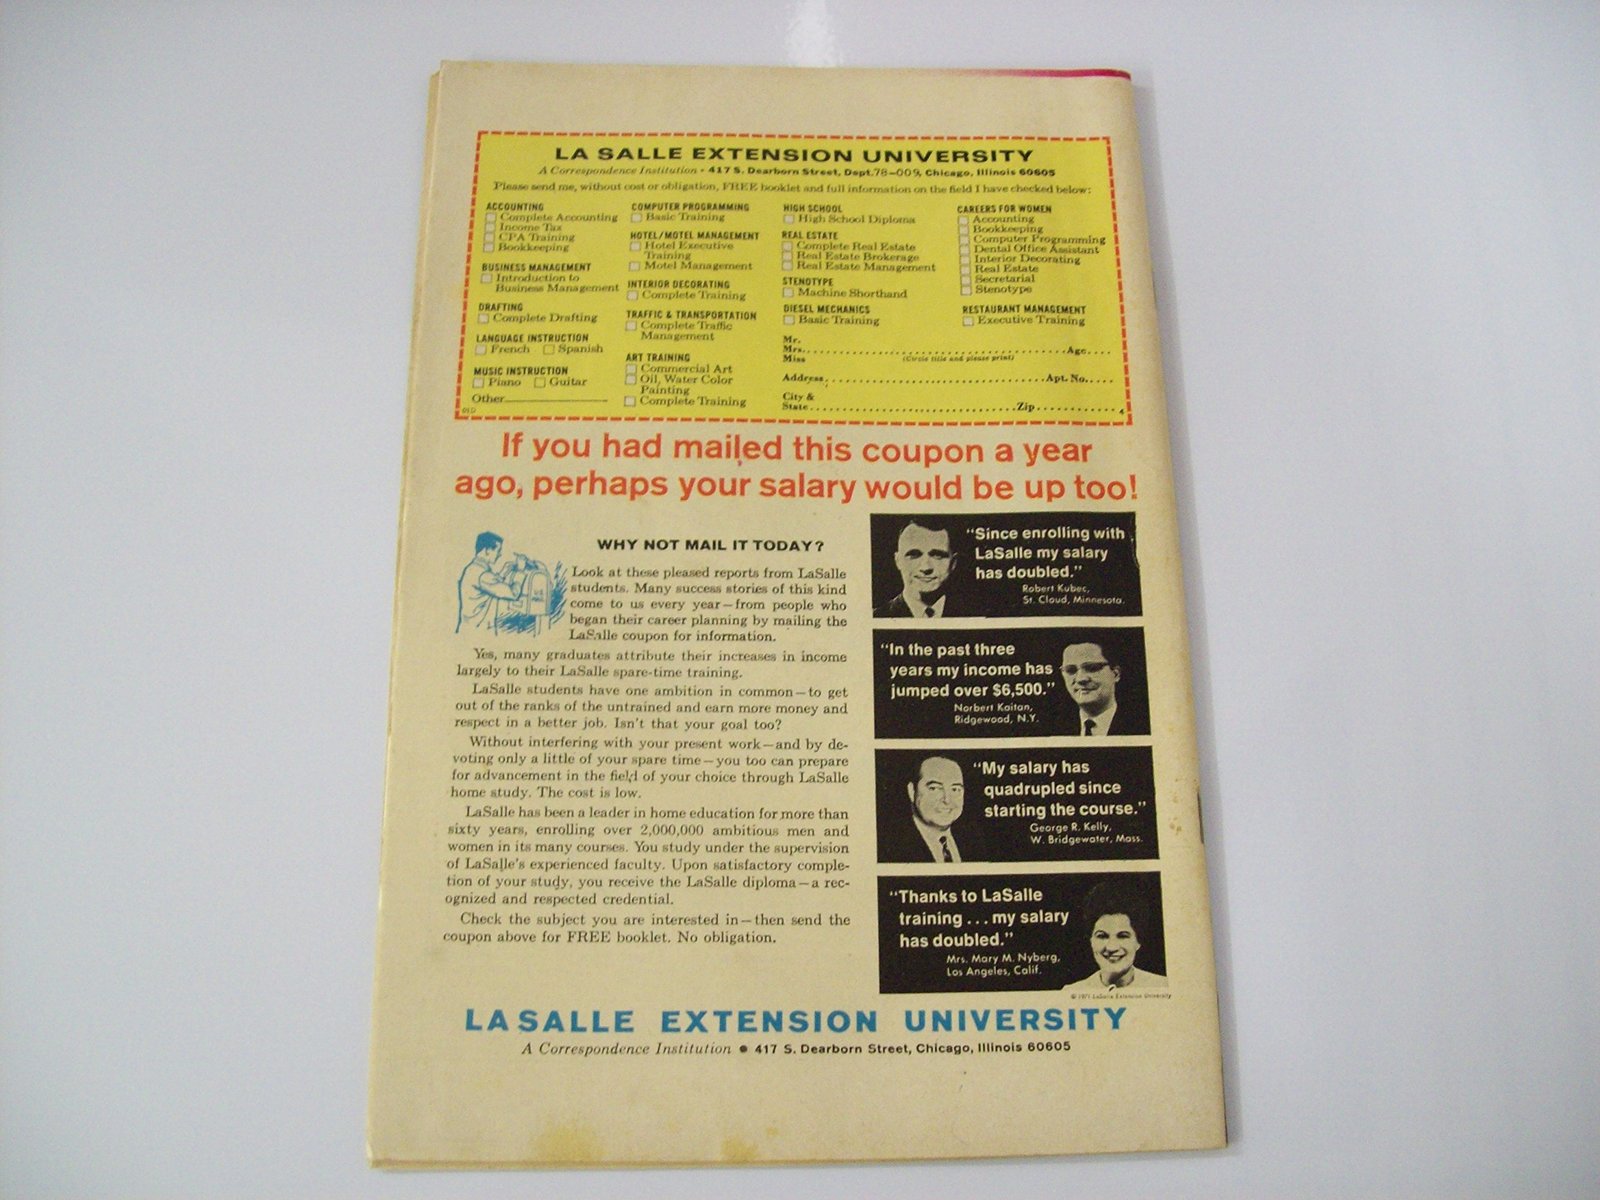 LA SALLE EXTENSION UNIVERSITY
A Correspondence Institution • 417 S. Dearborn Street, Dept. 78-009, Chicago, Illinois 60605
Please send me, without cost or obligation, FREE booklet and full information on the field I have checked below:
ACCOUNTING
Complete Accounting
Income Tax
CPA Training
Bookkeeping
BUSINESS MANAGEMENT
Introduction to
Business Management
DRAFTING
Complete Drafting
LANGUAGE INSTRUCTION
French Spanish
MUSIC INSTRUCTION
Piano Guitar
Other
COMPUTER PROGRAMMING
Basic Training
HOTEL/MOTEL MANAGEMENT
Hotel Executive
Training
Motel Management
INTERIOR DECORATING
Complete Training
TRAFFIC & TRANSPORTATION
Complete Traffic
Management
ART TRAINING
Commercial Art
Oil, Water Color
Painting
Complete Training
HIGH SCHOOL
High School Diploma
REAL ESTATE
Complete Real Estate
Real Estate Brokerage
Real Estate Management
STENOTYPE
Machine Shorthand
DIESEL MECHANICS
Basic Training
CAREERS FOR WOMEN
Accounting
Bookkeeping
Computer Programming
Dental Office Assistant
Interior Decorating
Real Estate
Secretarial
Stenotype
RESTAURANT MANAGEMENT
Executive Training
Mr.
Mrs. Age
Miss (Circle title and please print)
Address Apt. No.
City &
State Zip 4
If you had mailed this coupon a year
ago, perhaps your salary would be up too!
WHY NOT MAIL IT TODAY?
Look at these pleased reports from LaSalle
students. Many success stories of this kind
come to us every year—from people who
began their career planning by mailing the
LaSalle coupon for information.
Yes, many graduates attribute their increases in income
largely to their LaSalle spare-time training.
LaSalle students have one ambition in common—to get
out of the ranks of the untrained and earn more money and
respect in a better job. Isn't that your goal too?
Without interfering with your present work—and by de-
voting only a little of your spare time—you too can prepare
for advancement in the field of your choice through LaSalle
home study. The cost is low.
LaSalle has been a leader in home education for more than
sixty years, enrolling over 2,000,000 ambitious men and
women in its many courses. You study under the supervision
of LaSalle's experienced faculty. Upon satisfactory comple-
tion of your study, you receive the LaSalle diploma—a rec-
ognized and respected credential.
Check the subject you are interested in—then send the
coupon above for FREE booklet. No obligation.
"Since enrolling with
LaSalle my salary
has doubled."
Robert Kubec,
St. Cloud, Minnesota.
"In the past three
years my income has
jumped over $6,500."
Norbert Kaitan,
Ridgewood, N.Y.
"My salary has
quadrupled since
starting the course."
George R. Kelly,
W. Bridgewater, Mass.
"Thanks to LaSalle
training . . . my salary
has doubled."
Mrs. Mary M. Nyberg,
Los Angeles, Calif.
© 1971 LaSalle Extension University
LA SALLE EXTENSION UNIVERSITY
A Correspondence Institution • 417 S. Dearborn Street, Chicago, Illinois 60605